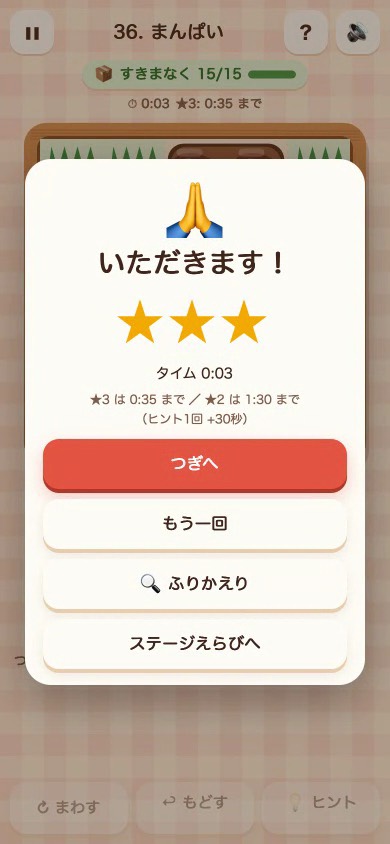 36. まんぱい
?
すきまなく 15/15
0:03 ★3: 0:35 まで
いただきます！
タイム 0:03
★3 は 0:35 まで ／ ★2 は 1:30 まで
（ヒント1回 +30秒）
つぎへ
もう一回
ふりかえり
ステージえらびへ
つ
↻ まわす
↩ もどす
ヒント